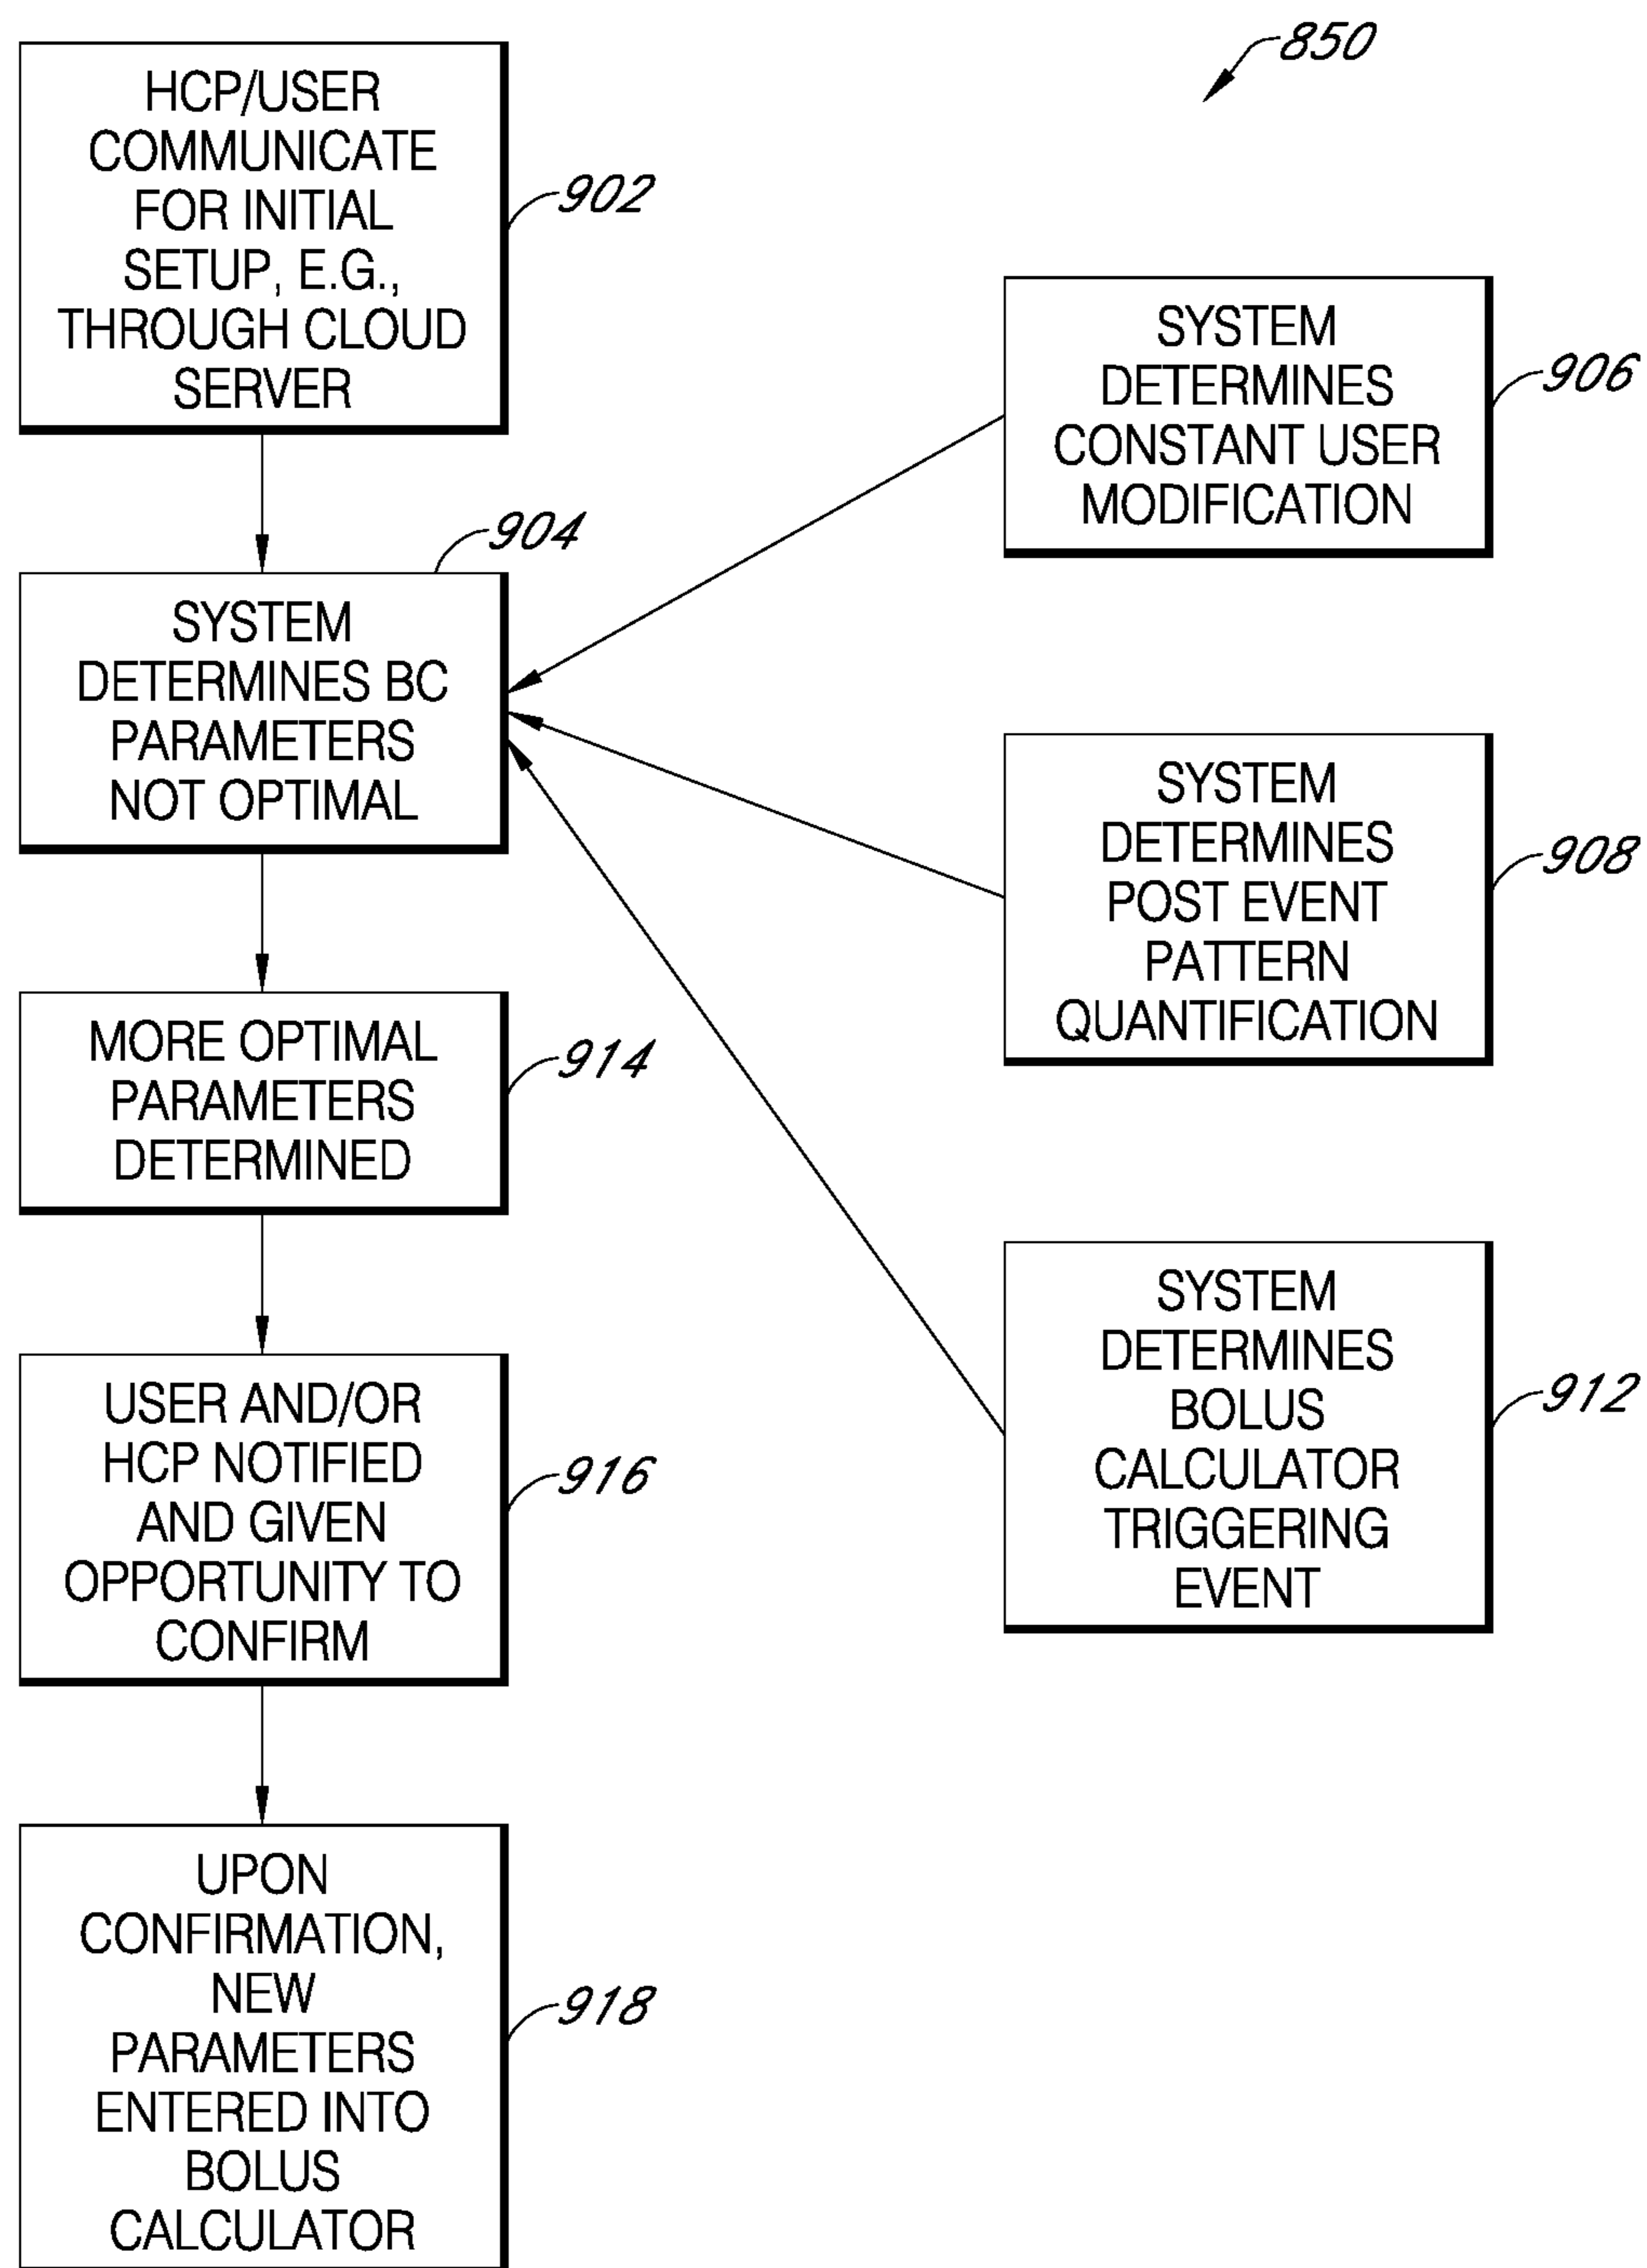 850
HCP/USER
COMMUNICATE
FOR INITIAL
SETUP, E.G.,
THROUGH CLOUD
SERVER
902
904
SYSTEM
DETERMINES BC
PARAMETERS
NOT OPTIMAL
SYSTEM
DETERMINES
CONSTANT USER
MODIFICATION
906
SYSTEM
DETERMINES
POST EVENT
PATTERN
QUANTIFICATION
908
SYSTEM
DETERMINES
BOLUS
CALCULATOR
TRIGGERING
EVENT
912
MORE OPTIMAL
PARAMETERS
DETERMINED
914
USER AND/OR
HCP NOTIFIED
AND GIVEN
OPPORTUNITY TO
CONFIRM
916
UPON
CONFIRMATION,
NEW
PARAMETERS
ENTERED INTO
BOLUS
CALCULATOR
918